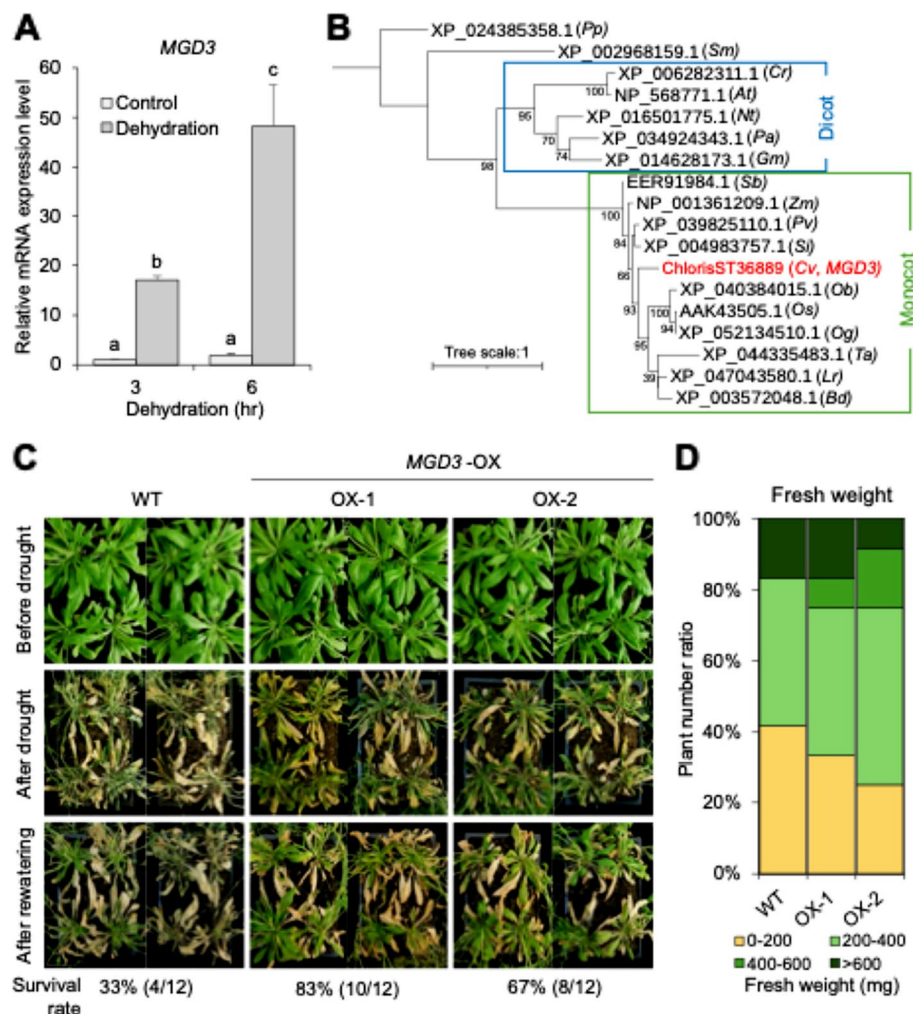 A
MGD3
Relative mRNA expression level
60
50
40
30
20
10
0
Control
Dehydration
a
b
a
c
3
6
Dehydration (hr)
B
XP_024385358.1 (Pp)
XP_002968159.1 (Sm)
XP_006282311.1 (Cr)
100
NP_568771.1 (At)
95
XP_016501775.1 (Nt)
70
XP_034924343.1 (Pa)
74
XP_014628173.1 (Gm)
98
Dicot
EER91984.1 (Sb)
100
NP_001361209.1 (Zm)
XP_039825110.1 (Pv)
84
XP_004983757.1 (Si)
66
ChlorisST36889 (Cv, MGD3)
XP_040384015.1 (Ob)
93
100
AAK43505.1 (Os)
94
XP_052134510.1 (Og)
95
XP_044335483.1 (Ta)
39
XP_047043580.1 (Lr)
XP_003572048.1 (Bd)
Monocot
Tree scale: 1
C
MGD3 -OX
WT
OX-1
OX-2
Before drought
After drought
After rewatering
Survival
rate
33% (4/12)
83% (10/12)
67% (8/12)
D
Fresh weight
Plant number ratio
100%
80%
60%
40%
20%
0%
WT
OX-1
OX-2
0-200
200-400
400-600
>600
Fresh weight (mg)